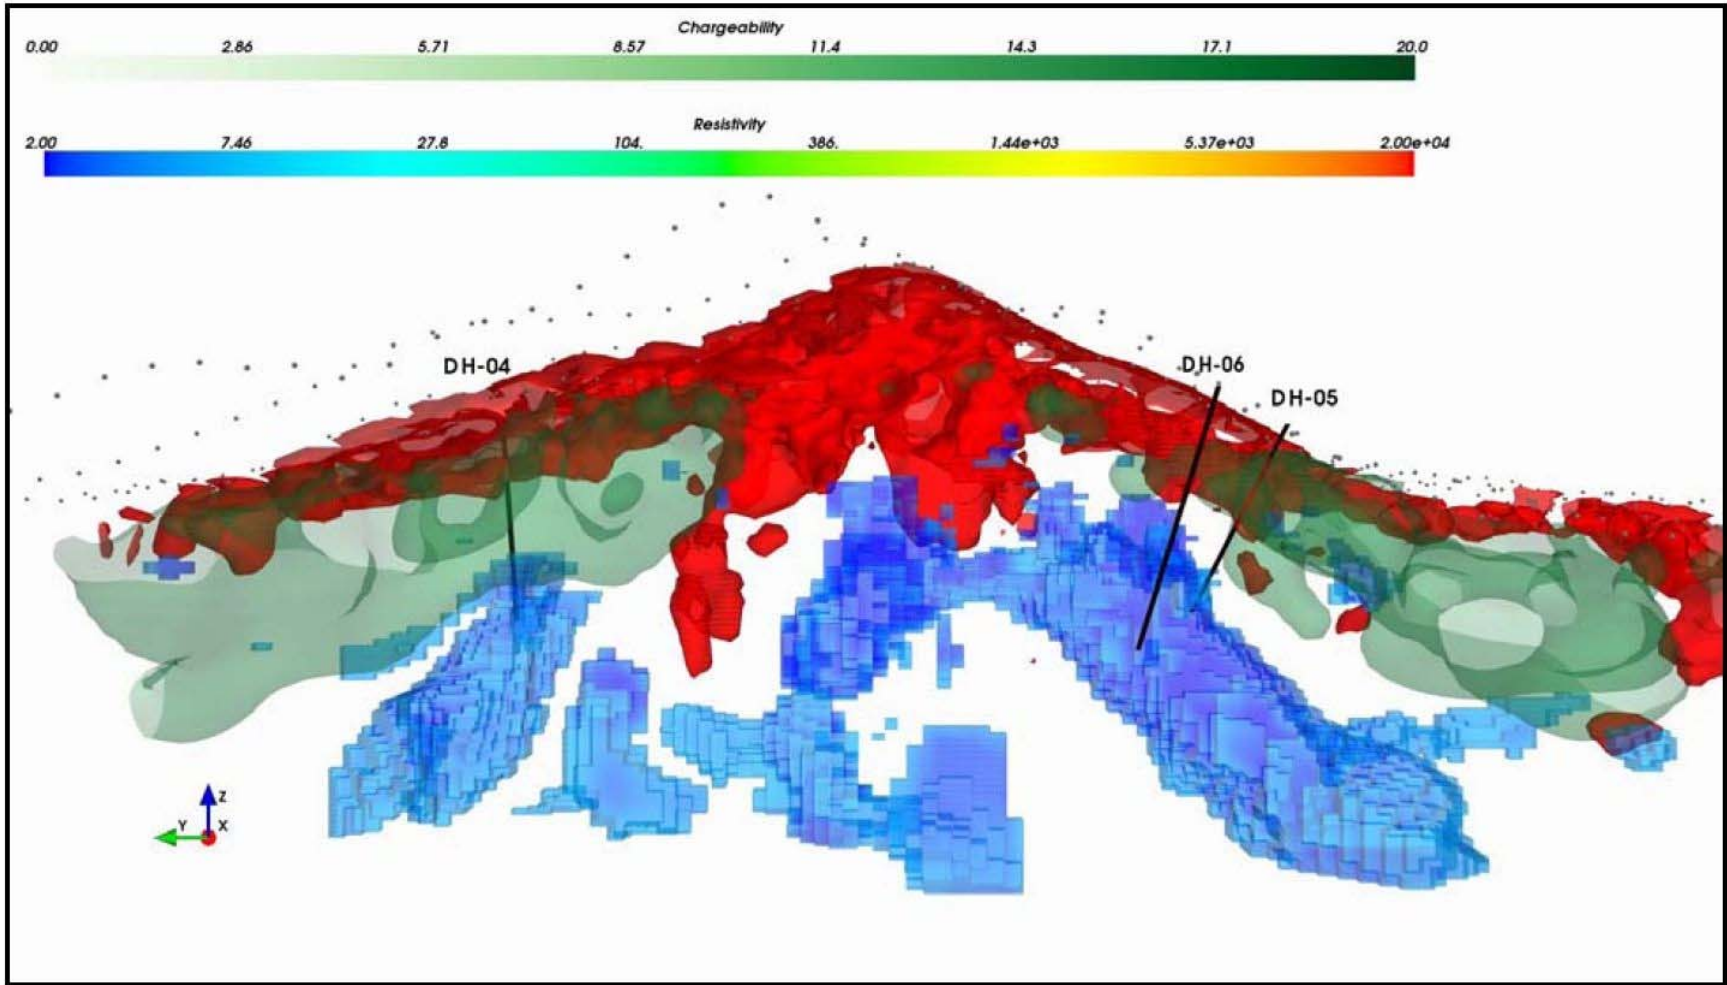 Chargeability
0.00 2.86 5.71 8.57 11.4 14.3 17.1 20.0
Resistivity
2.00 7.46 27.8 104. 386. 1.44e+03 5.37e+03 2.00e+04
DH-04
DH-06
DH-05
Z
Y X